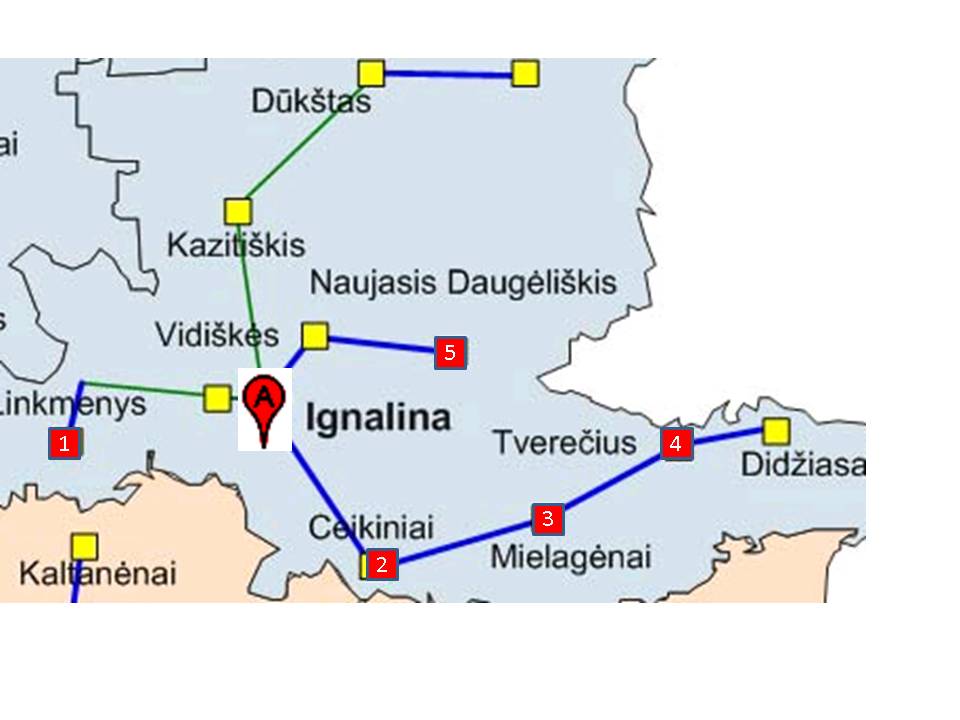 Dūkštas
ai
Kazitiškis
Naujasis Daugėliškis
s
Vidiškės
5
A
Linkmenys
Ignalina
1
Tverečius
4
Didžiasa
3
Ceikiniai
2
Mielagėnai
Kaltanėnai